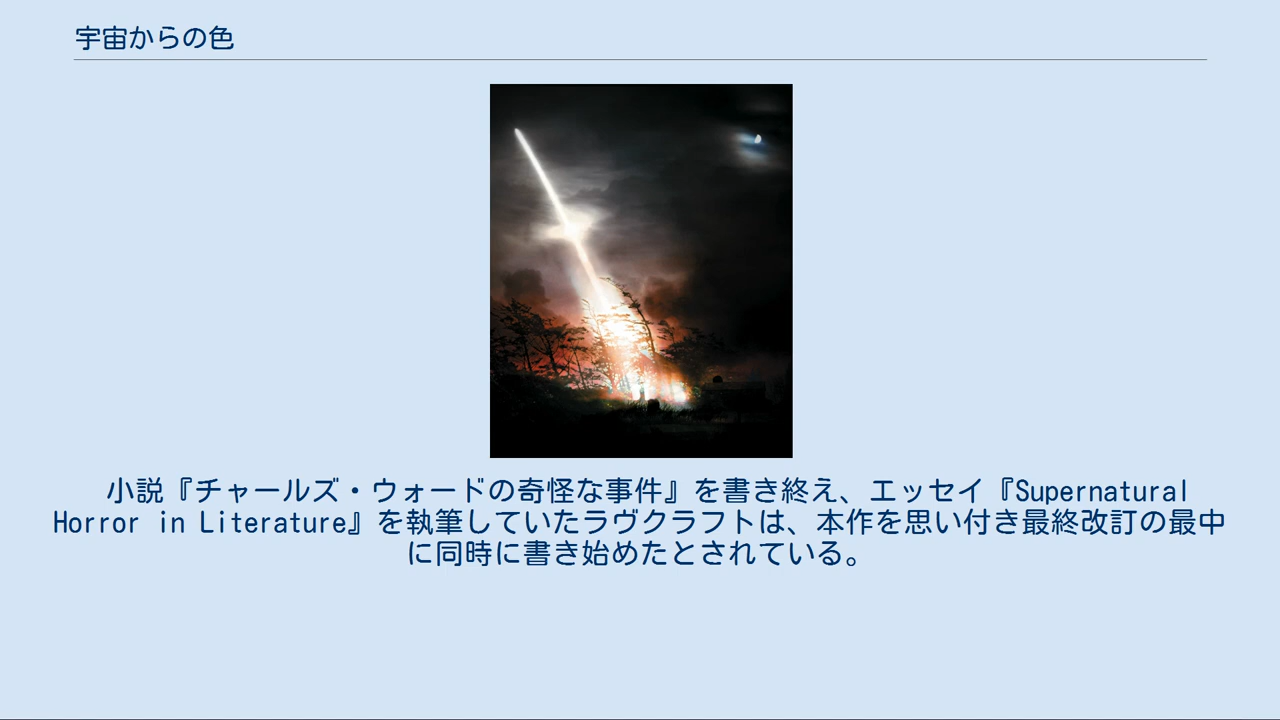 宇宙からの色
小説『チャールズ・ウォードの奇怪な事件』を書き終え、エッセイ『Supernatural
Horror in Literature』を執筆していたラヴクラフトは、本作を思い付き最終改訂の最中
に同時に書き始めたとされている。